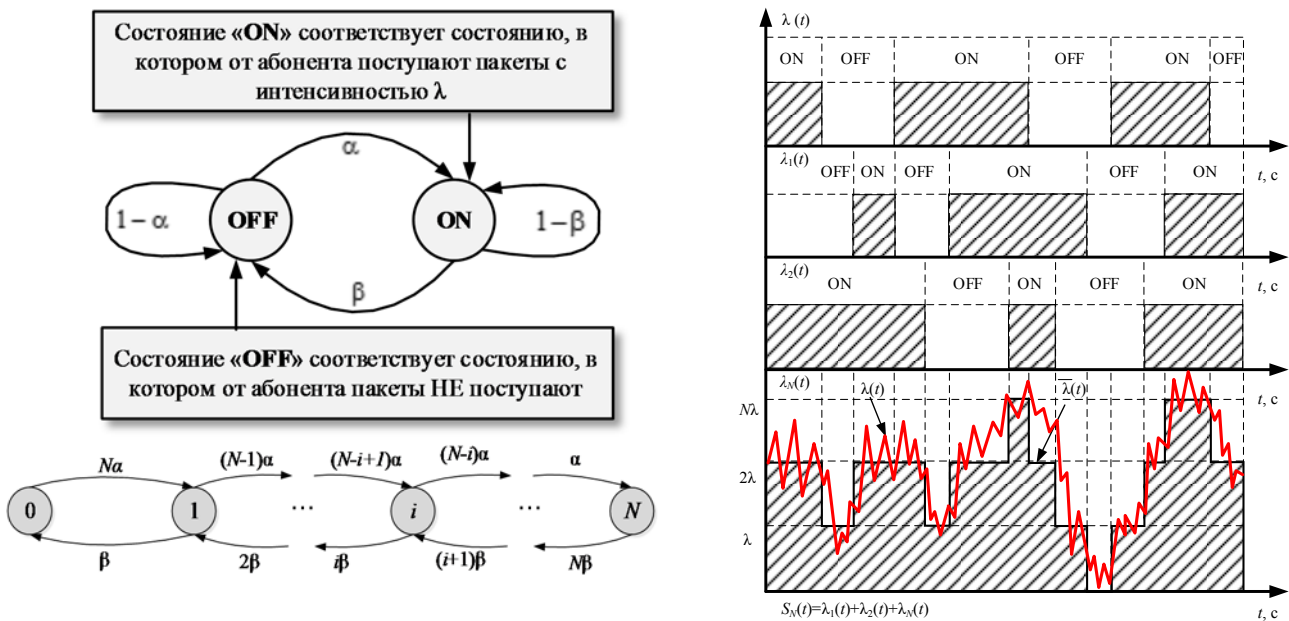 Состояние «ON» соответствует состоянию, в
котором от абонента поступают пакеты с
интенсивностью λ
α
1−α
OFF
ON
1−β
β
Состояние «OFF» соответствует состоянию, в
котором от абонента пакеты НЕ поступают
Nα
(N-1)α
(N-i+1)α
(N-i)α
α
0
1
...
i
...
N
β
2β
iβ
(i+1)β
Nβ
λ (t)
ON OFF ON OFF ON OFF
λ₁(t)
t, c
OFF ON OFF ON OFF ON
λ₂(t)
t, c
ON OFF ON OFF ON
λN(t)
t, c
Nλ
λ(t)
λ̅(t)
2λ
λ
SN(t)=λ₁(t)+λ₂(t)+λN(t)
t, c